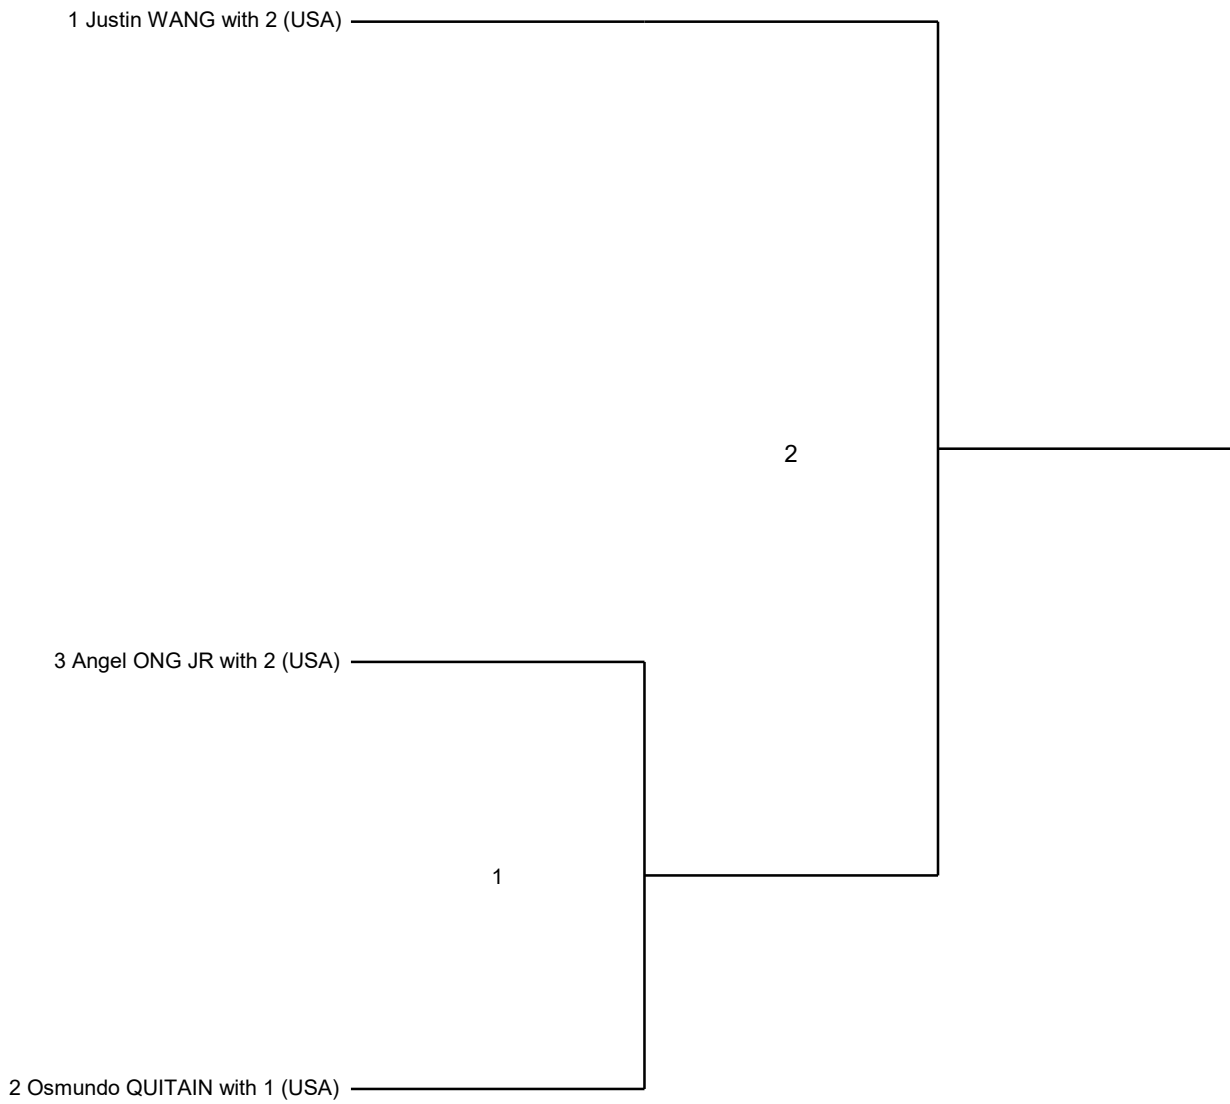 1 Justin WANG with 2 (USA)
2
3 Angel ONG JR with 2 (USA)
1
2 Osmundo QUITAIN with 1 (USA)